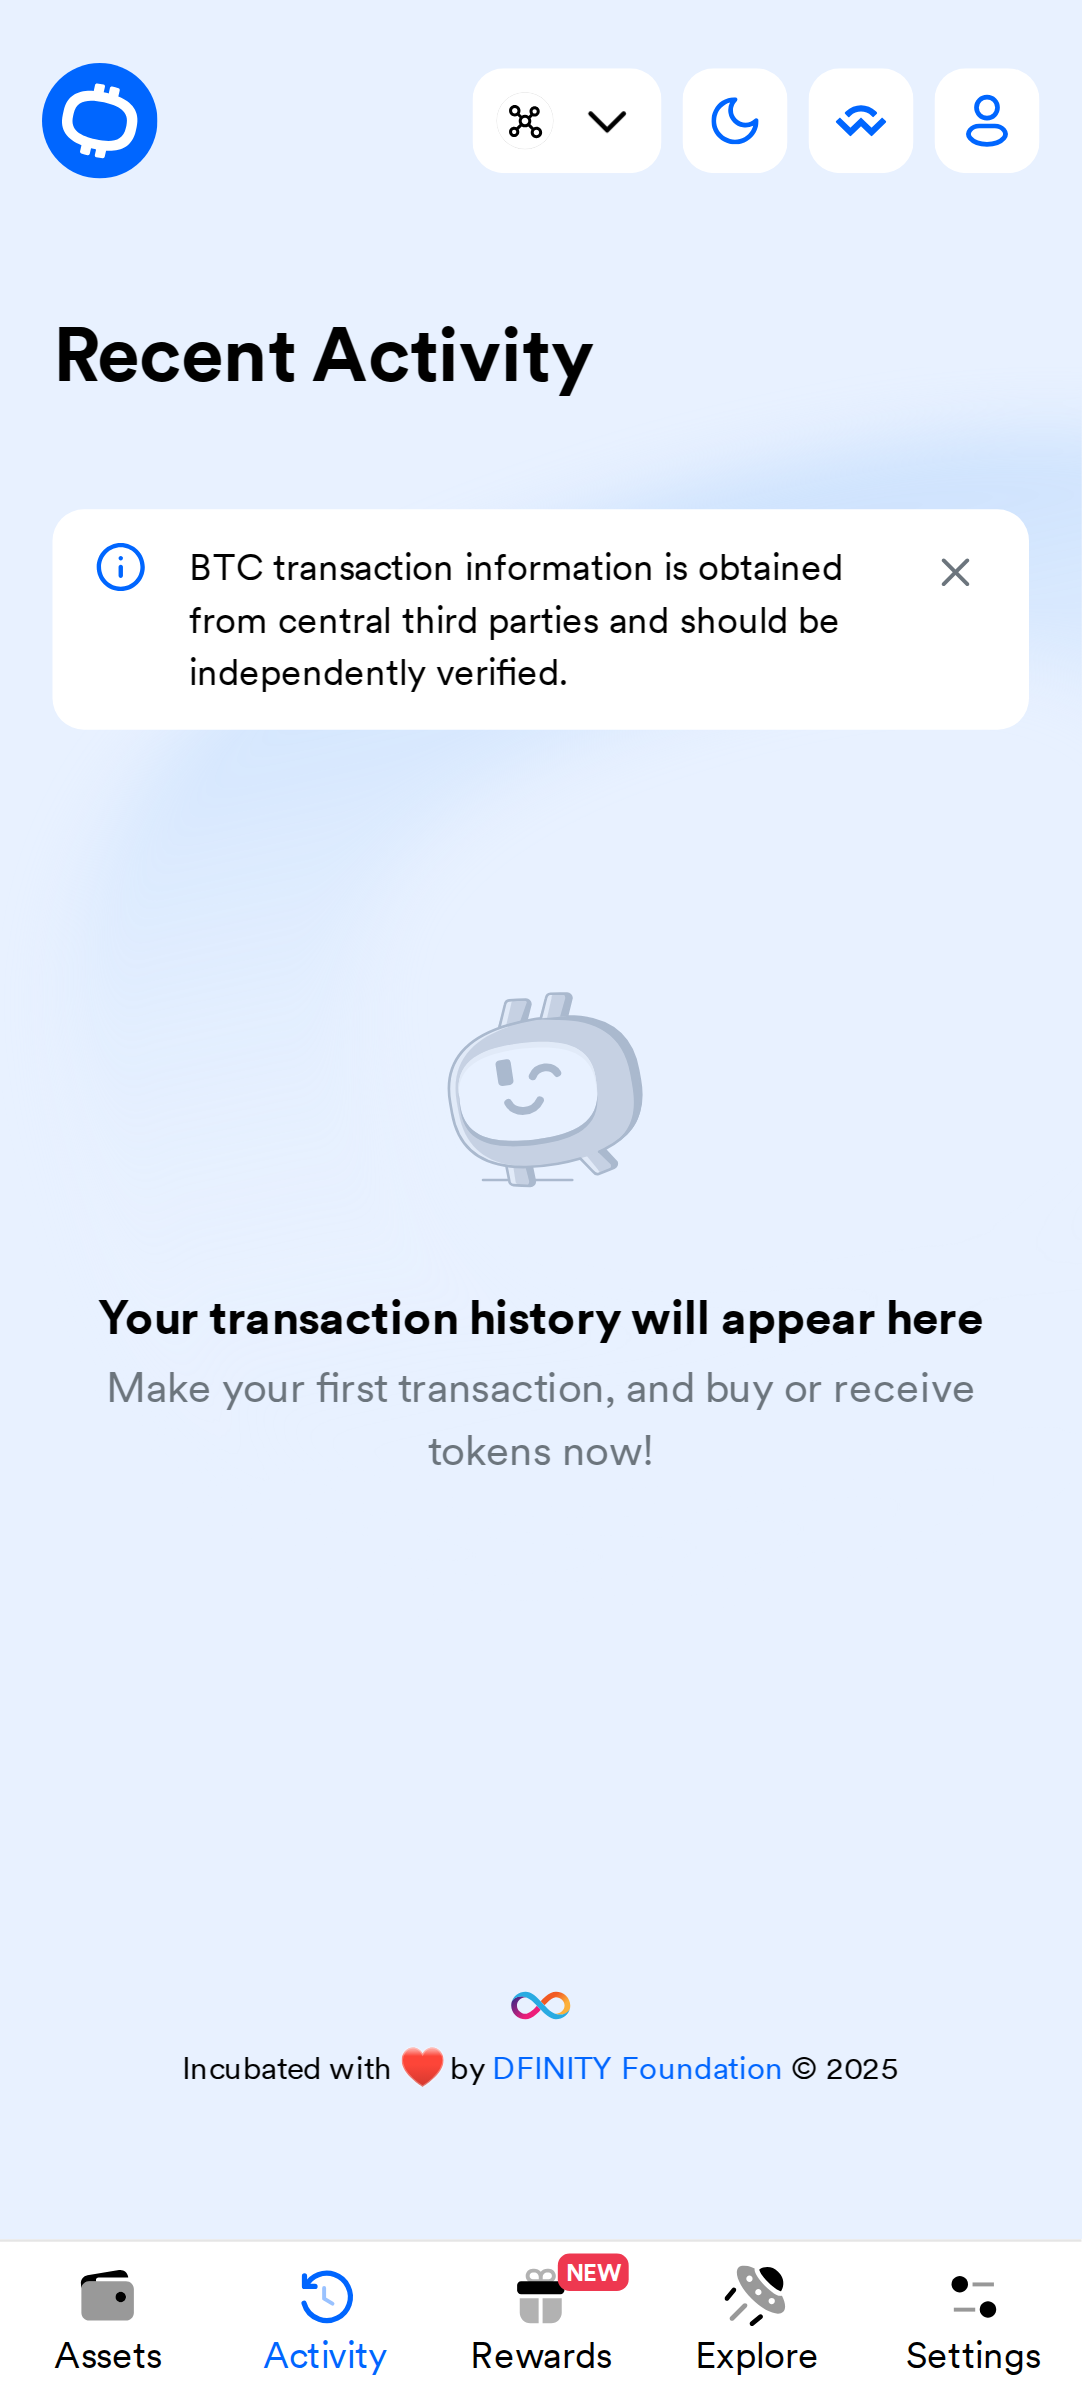 Recent Activity
BTC transaction information is obtained
from central third parties and should be
independently verified.
Your transaction history will appear here
Make your first transaction, and buy or receive
tokens now!
Incubated with ❤️ by DFINITY Foundation © 2025
NEW
Assets
Activity
Rewards
Explore
Settings